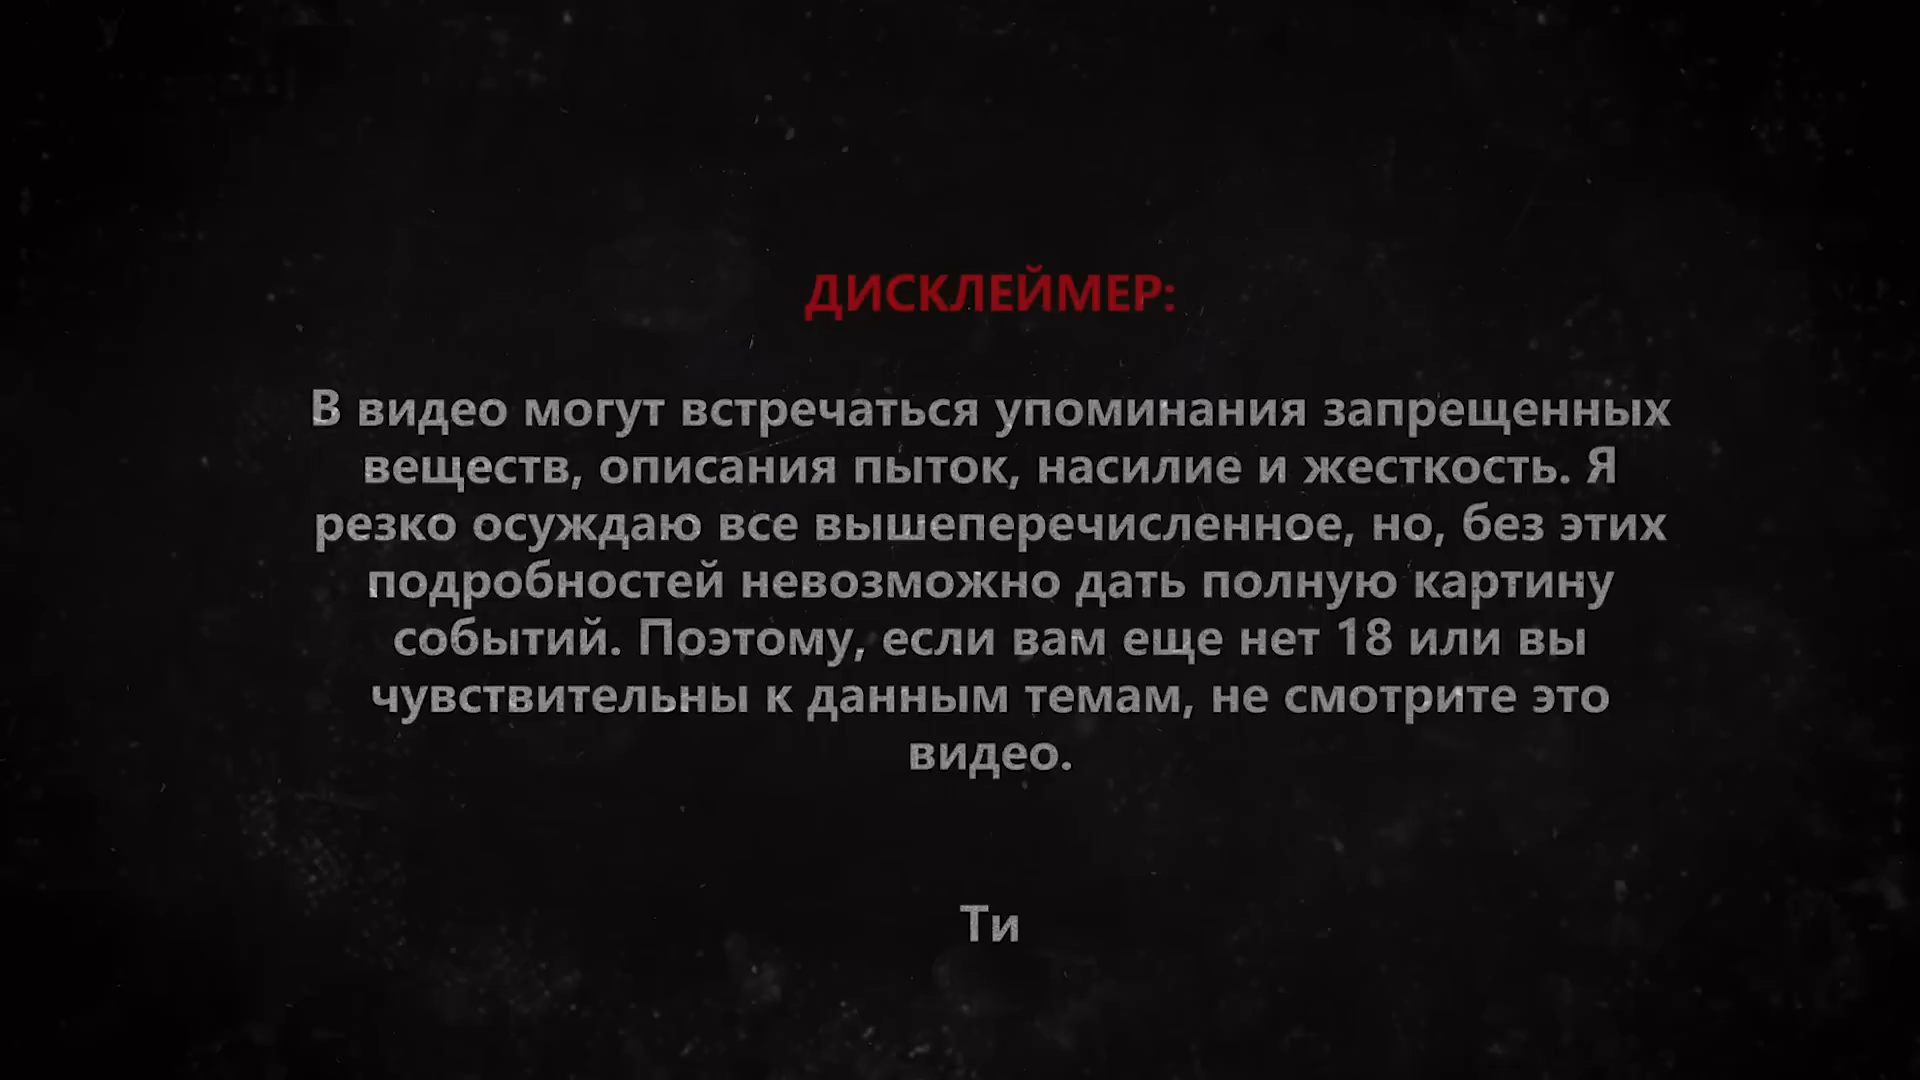 ДИСКЛЕЙМЕР:
В видео могут встречаться упоминания запрещенных
веществ, описания пыток, насилие и жесткость. Я
резко осуждаю все вышеперечисленное, но, без этих
подробностей невозможно дать полную картину
событий. Поэтому, если вам еще нет 18 или вы
чувствительны к данным темам, не смотрите это
видео.
Ти